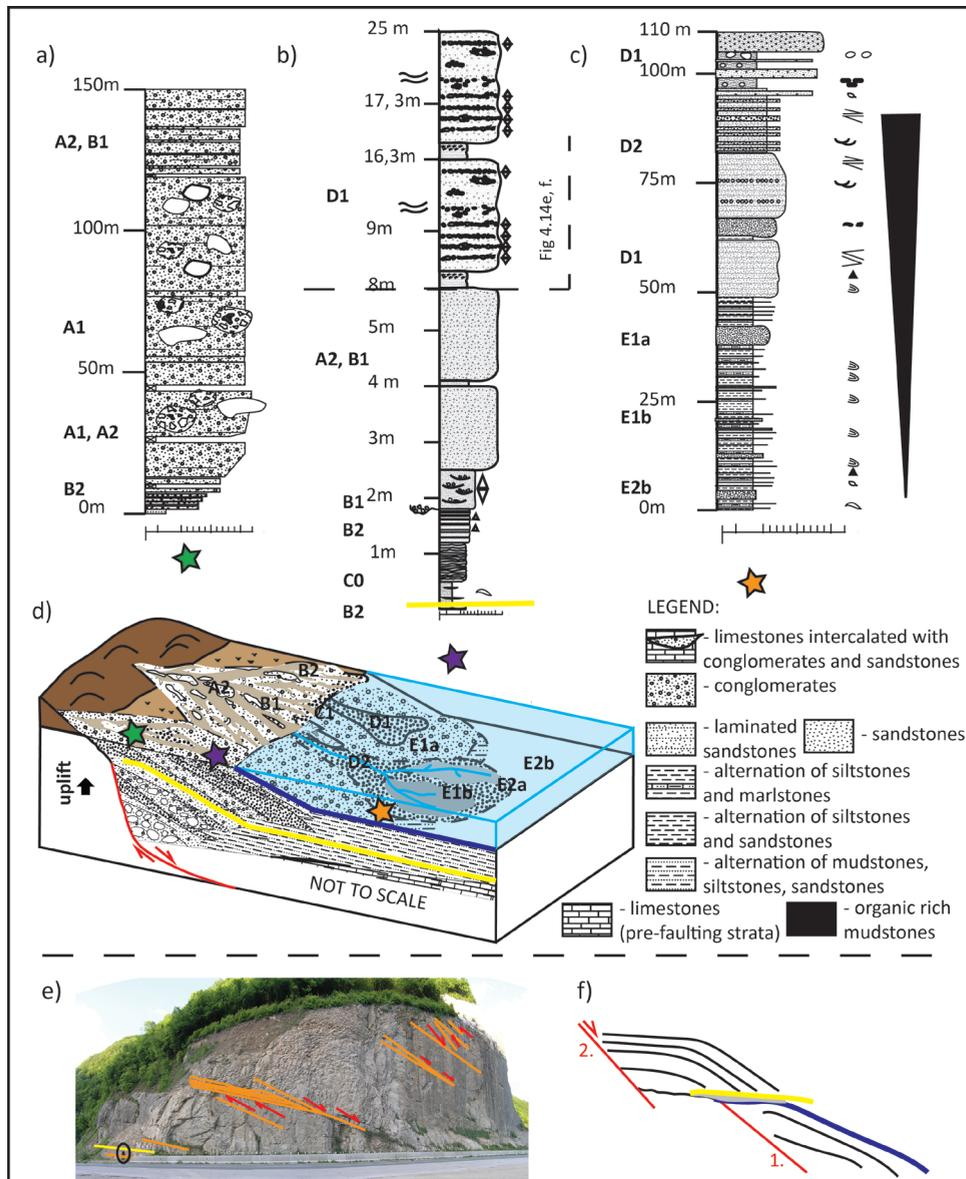 a)
150m
A2, B1
100m
A1
50m
A1, A2
B2
0m
b)
25 m
17, 3m
16,3m
D1
9m
8m
Fig 4.14e, f.
5m
A2, B1
4 m
3m
B1
2m
B2
1m
C0
B2
c)
110 m
D1
100m
D2
75m
D1
50m
E1a
25m
E1b
E2b
0m
d)
B2
A2
B1
C1
D1
E1a
D2
E2b
E2a
E1b
uplift
NOT TO SCALE
LEGEND:
- limestones intercalated with
conglomerates and sandstones
- conglomerates
- laminated
sandstones
- sandstones
- alternation of siltstones
and marlstones
- alternation of siltstones
and sandstones
- alternation of mudstones,
siltstones, sandstones
- limestones
(pre-faulting strata)
- organic rich
mudstones
e)
f)
2.
1.